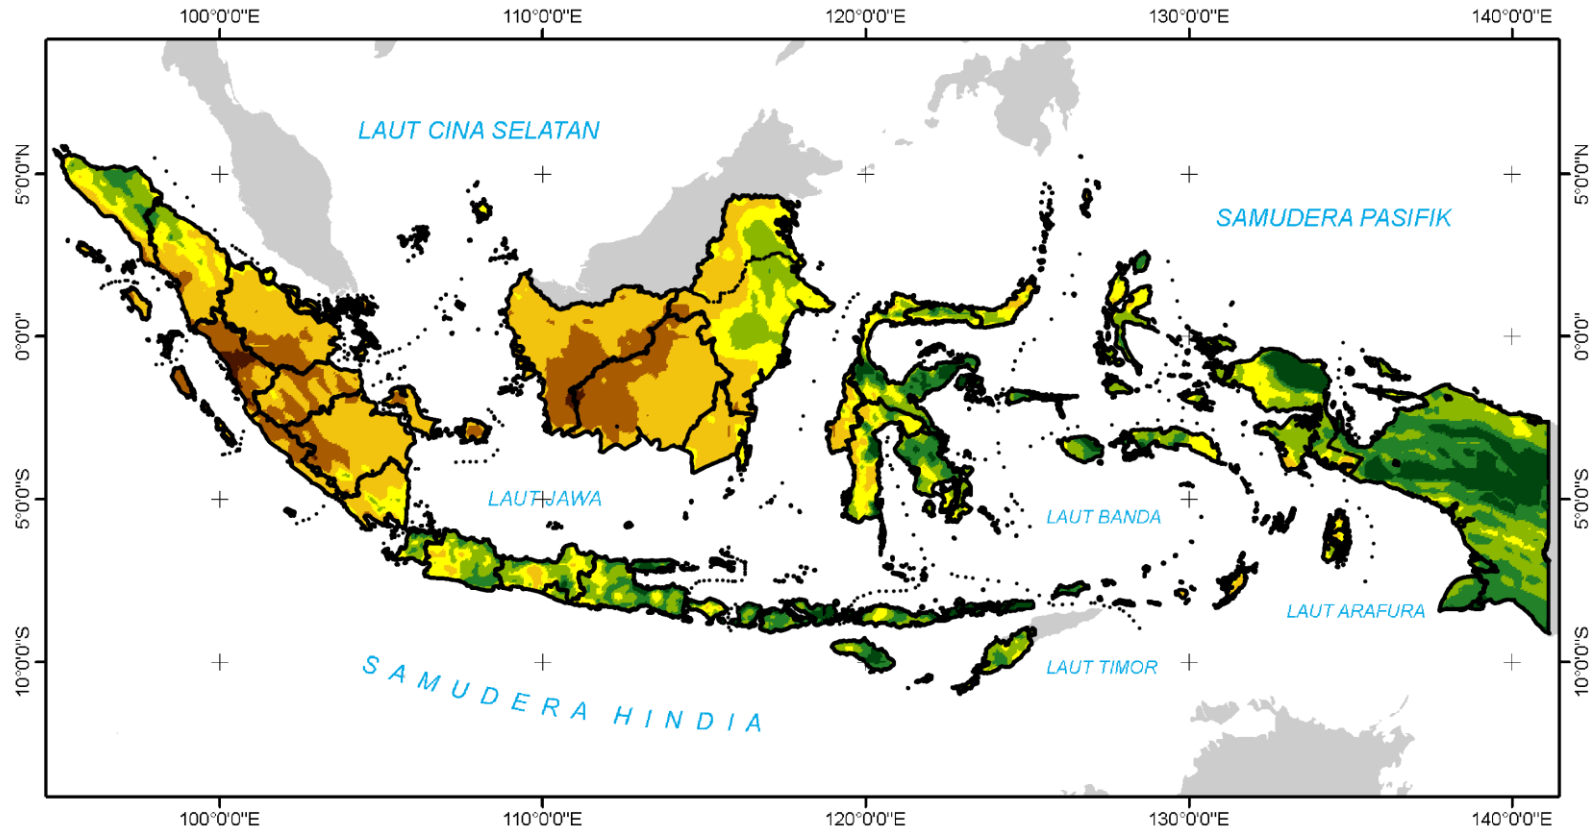 100°0'0"E 110°0'0"E 120°0'0"E 130°0'0"E 140°0'0"E
LAUT CINA SELATAN
5°0'0"N 5°0'0"N
SAMUDERA PASIFIK
0°0'0" 0°0'0"
LAUT JAWA
5°0'0"S 5°0'0"S
LAUT BANDA
LAUT ARAFURA
10°0'0"S 10°0'0"S
LAUT TIMOR
SAMUDERA HINDIA
100°0'0"E 110°0'0"E 120°0'0"E 130°0'0"E 140°0'0"E